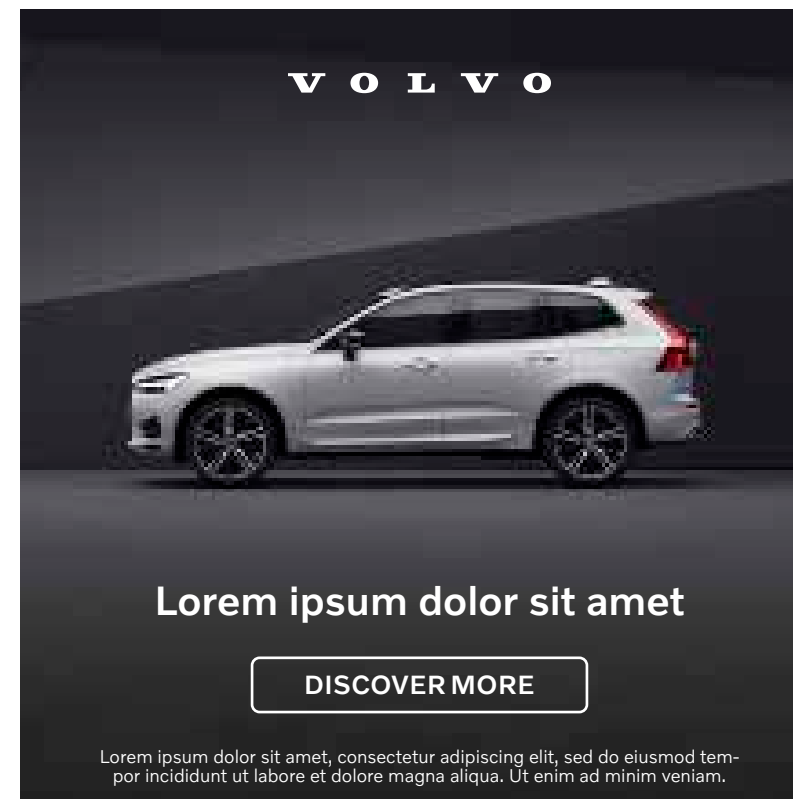 VOLVO
Lorem ipsum dolor sit amet
DISCOVER MORE
Lorem ipsum dolor sit amet, consectetur adipiscing elit, sed do eiusmod tem-
por incididunt ut labore et dolore magna aliqua. Ut enim ad minim veniam.